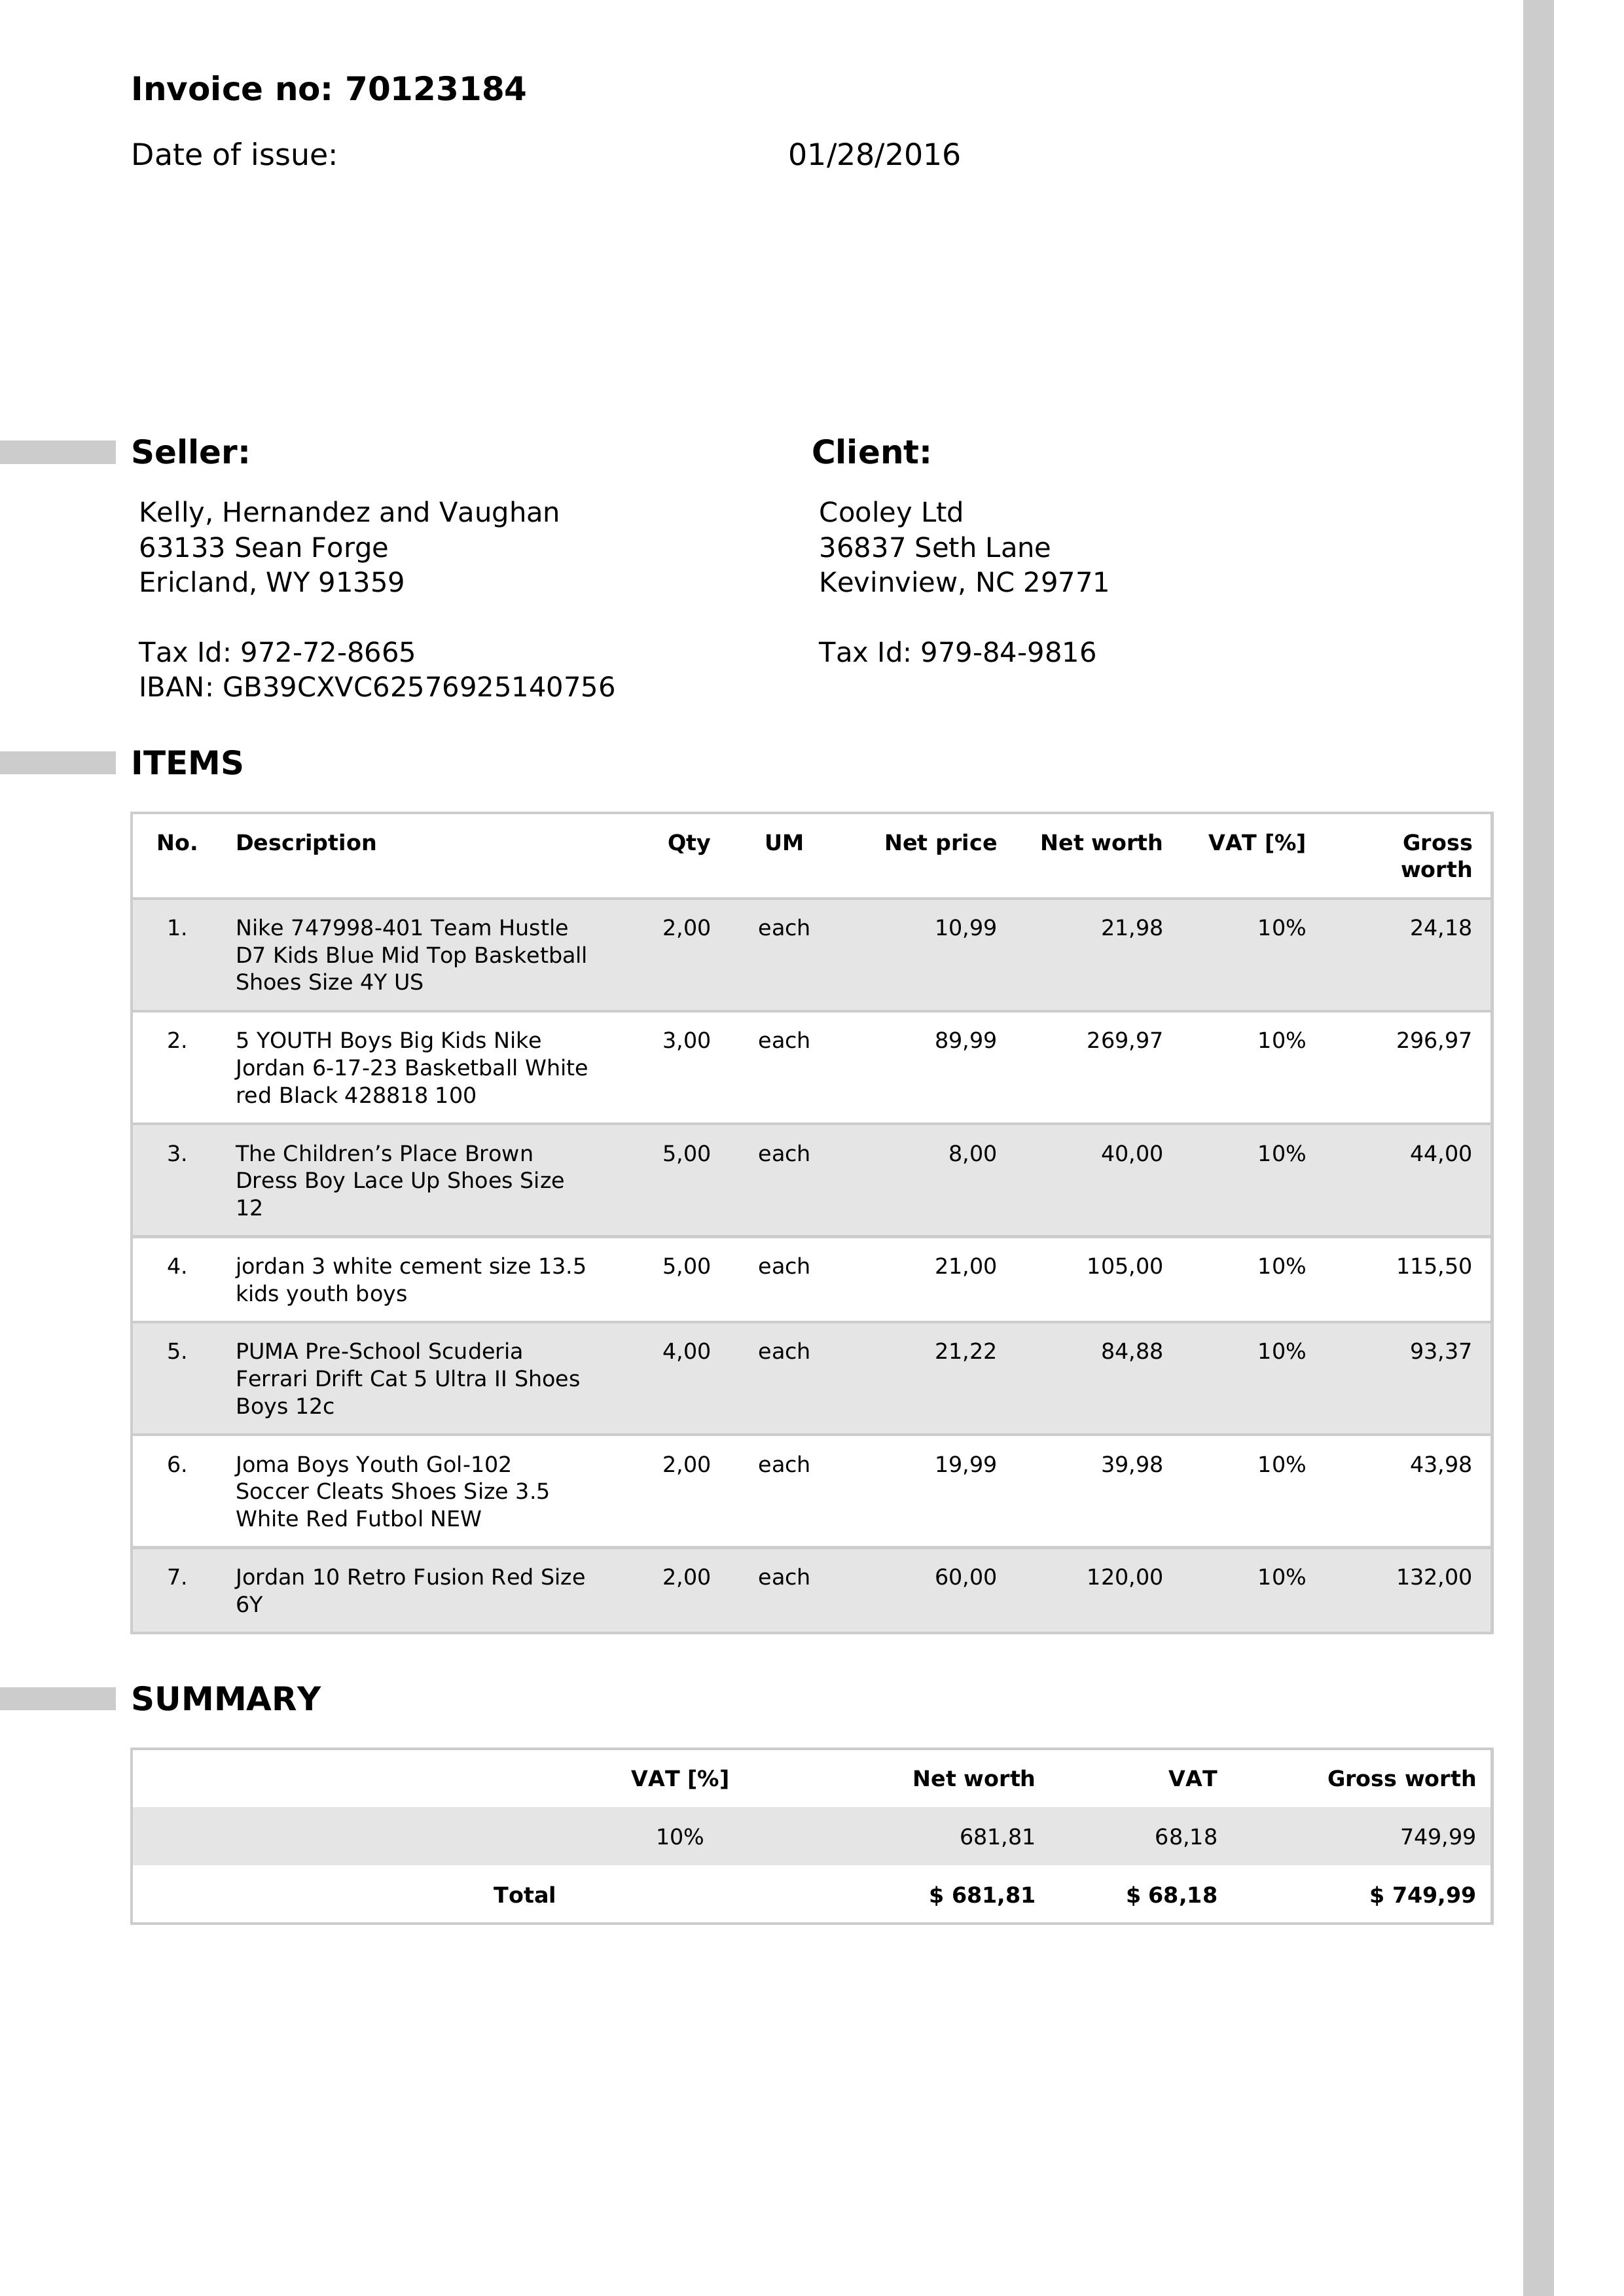 Invoice no: 70123184
Date of issue: 01/28/2016
Seller:
Kelly, Hernandez and Vaughan
63133 Sean Forge
Ericland, WY 91359
Tax Id: 972-72-8665
IBAN: GB39CXVC62576925140756
Client:
Cooley Ltd
36837 Seth Lane
Kevinview, NC 29771
Tax Id: 979-84-9816
ITEMS
No. Description Qty UM Net price Net worth VAT [%] Gross
worth
1. Nike 747998-401 Team Hustle 2,00 each 10,99 21,98 10% 24,18
D7 Kids Blue Mid Top Basketball
Shoes Size 4Y US
2. 5 YOUTH Boys Big Kids Nike 3,00 each 89,99 269,97 10% 296,97
Jordan 6-17-23 Basketball White
red Black 428818 100
3. The Children’s Place Brown 5,00 each 8,00 40,00 10% 44,00
Dress Boy Lace Up Shoes Size
12
4. jordan 3 white cement size 13.5 5,00 each 21,00 105,00 10% 115,50
kids youth boys
5. PUMA Pre-School Scuderia 4,00 each 21,22 84,88 10% 93,37
Ferrari Drift Cat 5 Ultra II Shoes
Boys 12c
6. Joma Boys Youth Gol-102 2,00 each 19,99 39,98 10% 43,98
Soccer Cleats Shoes Size 3.5
White Red Futbol NEW
7. Jordan 10 Retro Fusion Red Size 2,00 each 60,00 120,00 10% 132,00
6Y
SUMMARY
VAT [%] Net worth VAT Gross worth
10% 681,81 68,18 749,99
Total $ 681,81 $ 68,18 $ 749,99